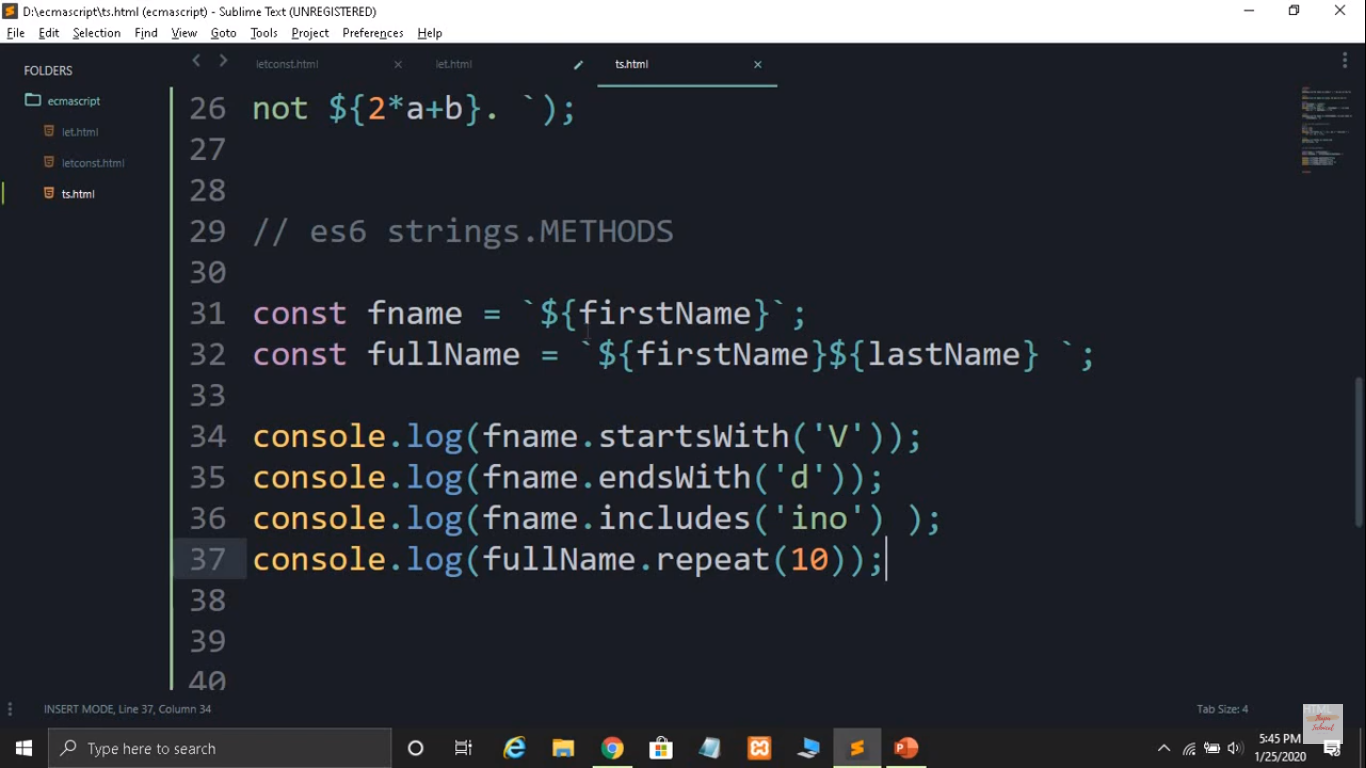 D:\ecmascript\ts.html (ecmascript) - Sublime Text (UNREGISTERED)
File Edit Selection Find View Goto Tools Project Preferences Help
FOLDERS
ecmascript
let.html
letconst.html
ts.html
letconst.html let.html ts.html
26 not ${2*a+b}. `);
27
28
29 // es6 strings.METHODS
30
31 const fname = `${firstName}`;
32 const fullName = `${firstName}${lastName} `;
33
34 console.log(fname.startsWith('V'));
35 console.log(fname.endsWith('d'));
36 console.log(fname.includes('ino') );
37 console.log(fullName.repeat(10));
38
39
40
INSERT MODE, Line 37, Column 34
Tab Size: 4
HTML
Type here to search
5:45 PM
1/25/2020